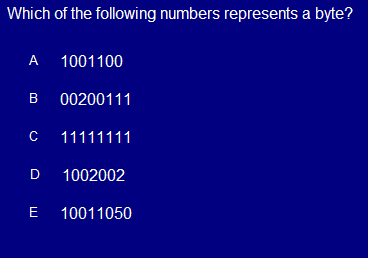 Which of the following numbers represents a byte?
A 1001100
B 00200111
C 11111111
D 1002002
E 10011050